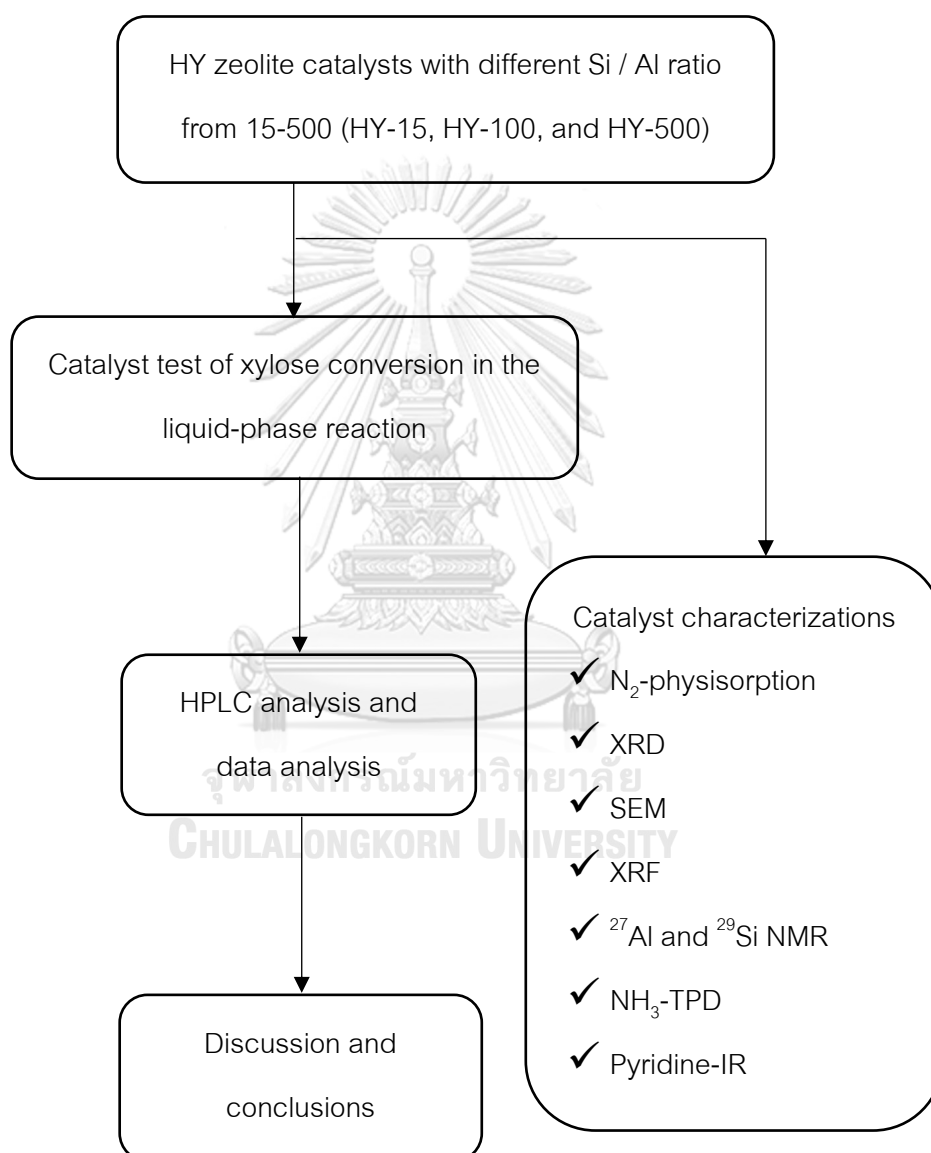 HY zeolite catalysts with different Si / Al ratio
from 15-500 (HY-15, HY-100, and HY-500)
Catalyst test of xylose conversion in the
liquid-phase reaction
HPLC analysis and
data analysis
Discussion and
conclusions
Catalyst characterizations
✓ N₂-physisorption
✓ XRD
✓ SEM
✓ XRF
✓ ²⁷Al and ²⁹Si NMR
✓ NH₃-TPD
✓ Pyridine-IR
จุฬาลงกรณ์มหาวิทยาลัย
CHULALONGKORN UNIVERSITY